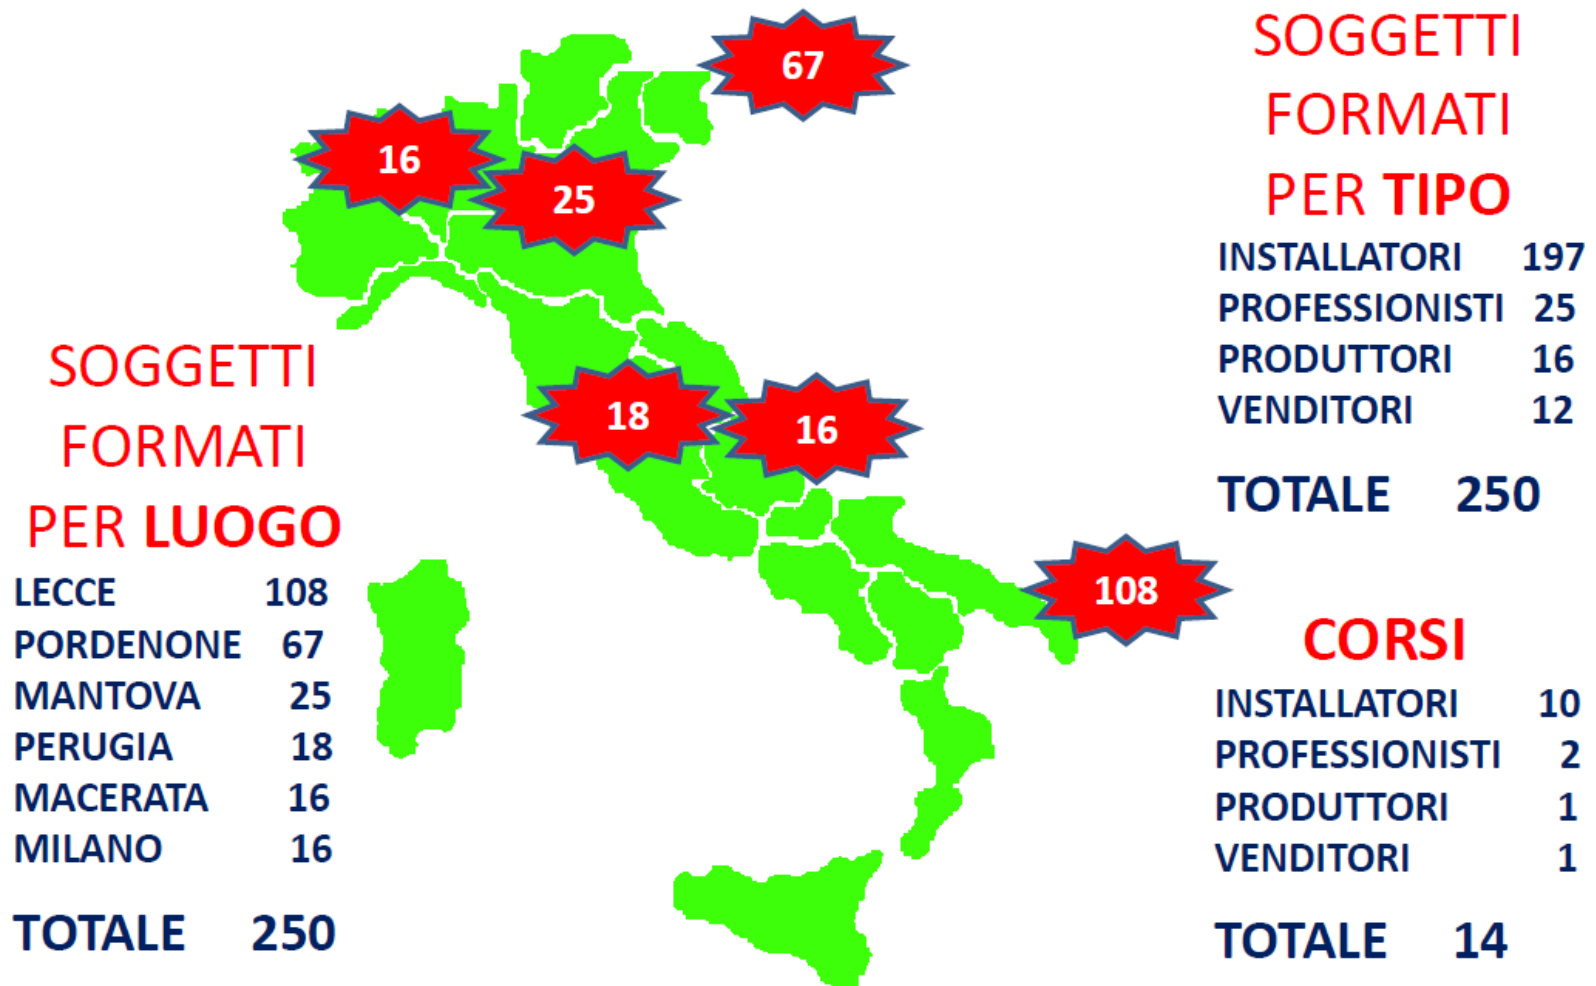 67
16
25
18
16
108
SOGGETTI
FORMATI
PER LUOGO
LECCE 108
PORDENONE 67
MANTOVA 25
PERUGIA 18
MACERATA 16
MILANO 16
TOTALE 250
SOGGETTI
FORMATI
PER TIPO
INSTALLATORI 197
PROFESSIONISTI 25
PRODUTTORI 16
VENDITORI 12
TOTALE 250
CORSI
INSTALLATORI 10
PROFESSIONISTI 2
PRODUTTORI 1
VENDITORI 1
TOTALE 14